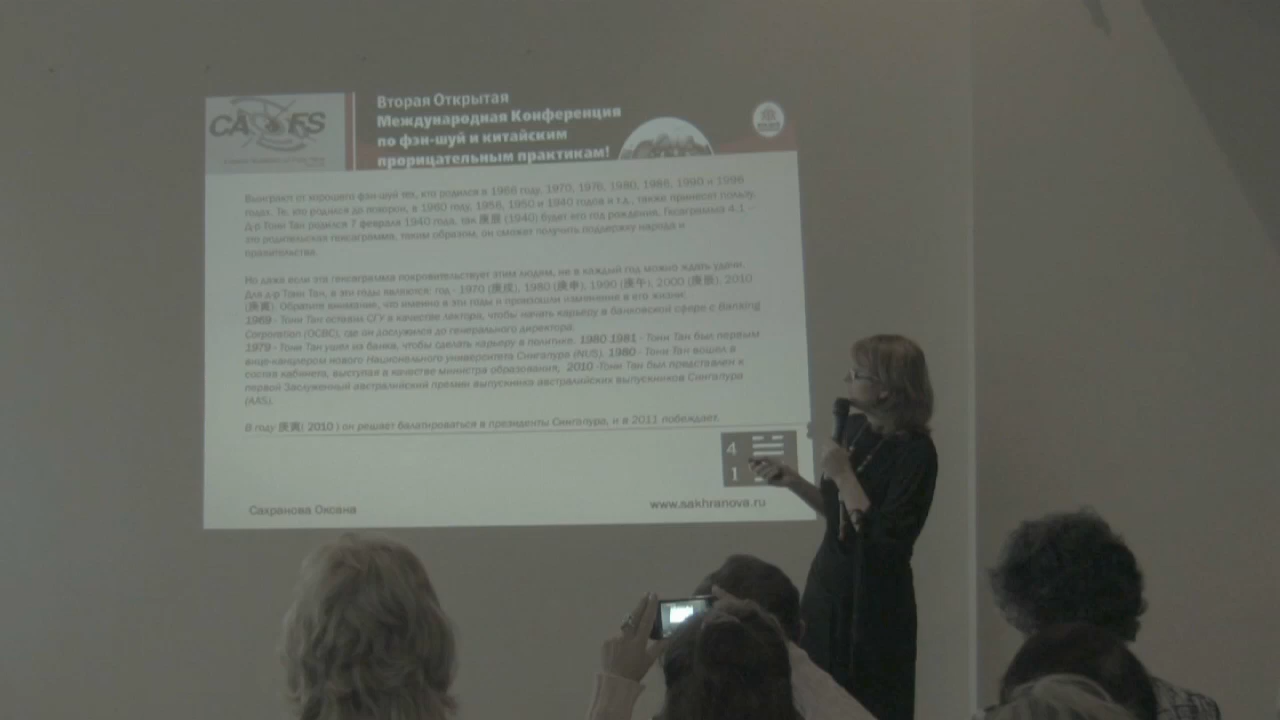 CAFS
Вторая Открытая
Международная Конференция
по фэн-шуй и китайским
прорицательным практикам!
Выиграют от хорошего фэн-шуй тех, кто родился в 1966 году, 1970, 1976, 1980, 1986, 1990 и 1996
годах. Те, кто родился до поворон, в 1960 году, 1956, 1950 и 1940 годов и т.д., также принесет пользу.
Д-р Тони Тан родился 7 февраля 1940 года, так 庚辰 (1940) будет его год рождения. Гексаграмма 4.1 -
это родительская гексаграмма, таким образом, он сможет получить поддержку народа и
правительства.
Но даже если эта гексаграмма покровительствует этим людям, не в каждый год можно ждать удачи.
Для д-р Тони Тан, а эти годы являются: год - 1970 (庚戌), 1980 (庚申), 1990 (庚午), 2000 (庚辰), 2010
(庚寅). Обратите внимание, что именно в эти годы и произошли изменения в его жизни:
1969 - Тони Тан оставил СГУ в качестве лектора, чтобы начать карьеру в банковской сфере с Banking
Corporation (OCBC), где он дослужился до генерального директора.
1979 - Тони Тан ушел из банка, чтобы сделать карьеру в политике. 1980.1981 - Тони Тан был первым
вице-канцлером нового Национального университета Сингапура (NUS). 1980 - Тони Тан вошел в
состав кабинета, выступая в качестве министра образования, 2010 -Тони Тан был представлен к
первой Заслуженный австралийский премии выпускника австралийских выпускников Сингапура
(AAS).
В году 庚寅) 2010 ) он решает балатироваться в президенты Сингапура, и в 2011 побеждает.
4
1
Сахранова Оксана
www.sakhranova.ru